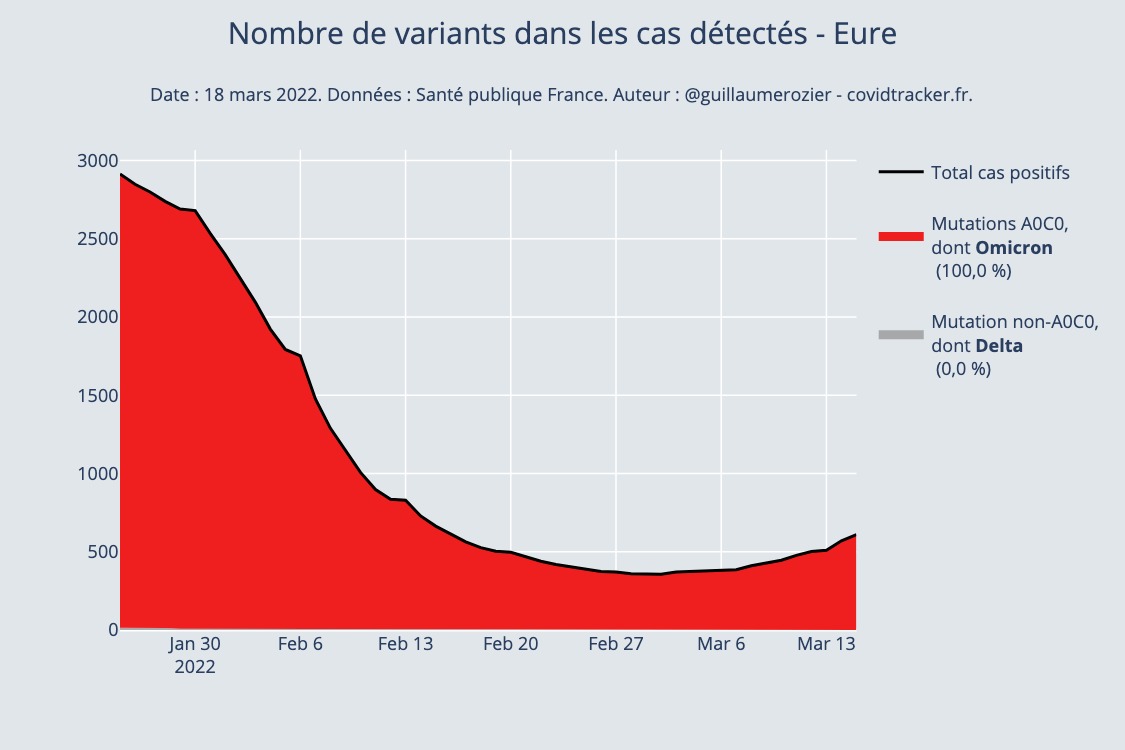 Nombre de variants dans les cas détectés - Eure
Date : 18 mars 2022. Données : Santé publique France. Auteur : @guillaumerozier - covidtracker.fr.
3000
2500
2000
1500
1000
500
0
Jan 30
2022
Feb 6
Feb 13
Feb 20
Feb 27
Mar 6
Mar 13
Total cas positifs
Mutations A0C0,
dont Omicron
(100,0 %)
Mutation non-A0C0,
dont Delta
(0,0 %)